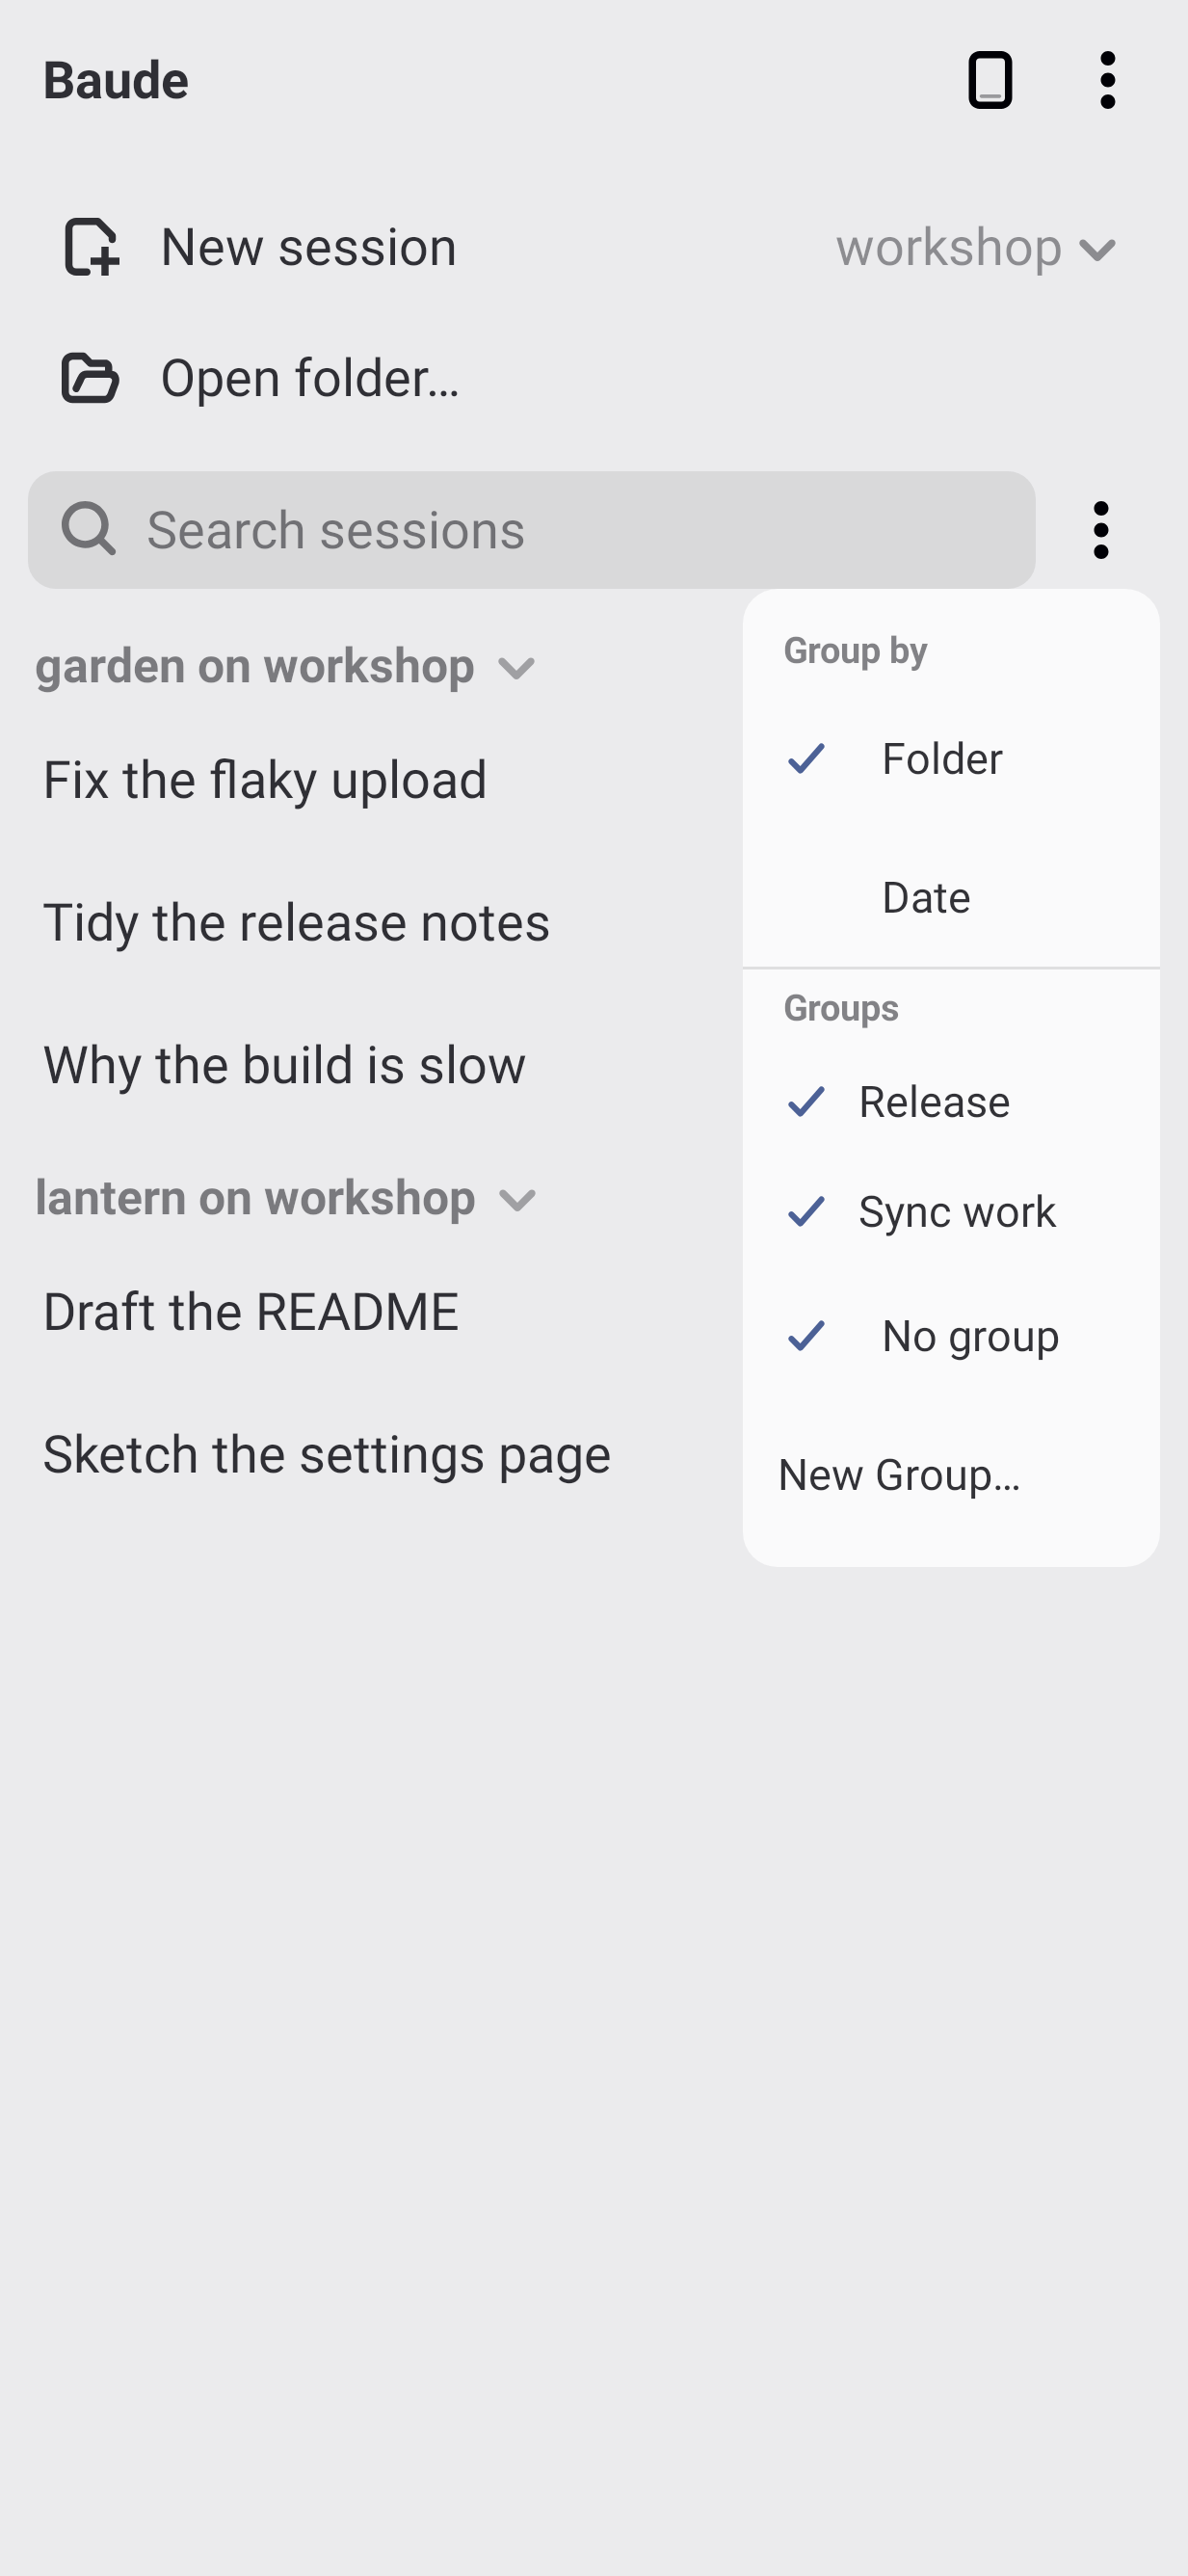 Baude
New session
workshop
Open folder...
Search sessions
garden on workshop
Fix the flaky upload
Tidy the release notes
Why the build is slow
lantern on workshop
Draft the README
Sketch the settings page
Group by
Folder
Date
Groups
Release
Sync work
No group
New Group...